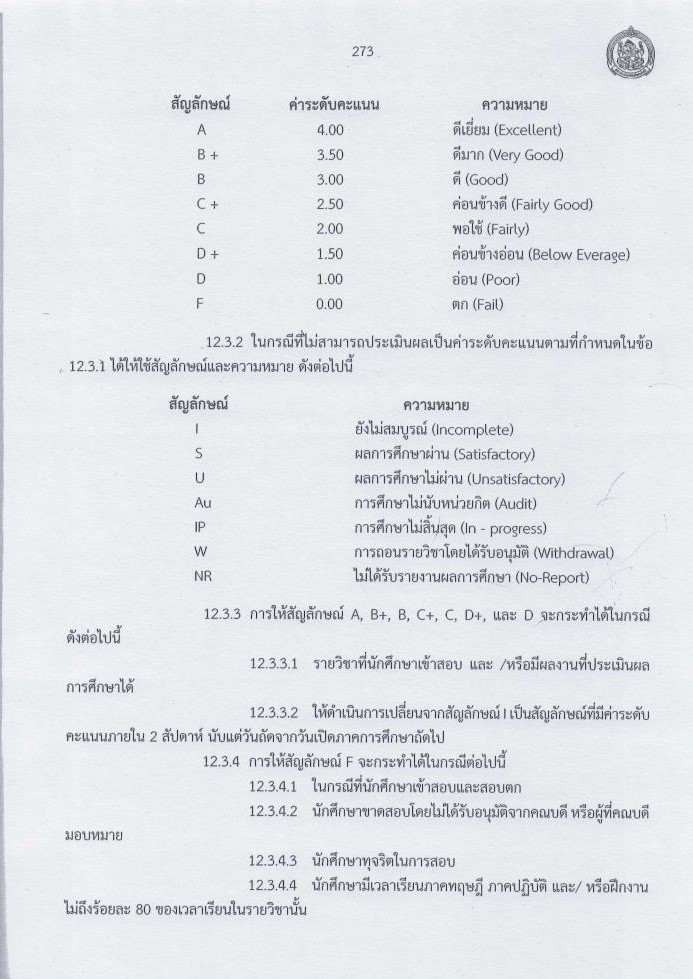 273
สัญลักษณ์ ค่าระดับคะแนน ความหมาย
A 4.00 ดีเยี่ยม (Excellent)
B + 3.50 ดีมาก (Very Good)
B 3.00 ดี (Good)
C + 2.50 ค่อนข้างดี (Fairly Good)
C 2.00 พอใช้ (Fairly)
D + 1.50 ค่อนข้างอ่อน (Below Everage)
D 1.00 อ่อน (Poor)
F 0.00 ตก (Fail)
12.3.2 ในกรณีที่ไม่สามารถประเมินผลเป็นค่าระดับคะแนนตามที่กำหนดในข้อ
12.3.1 ได้ให้ใช้สัญลักษณ์และความหมาย ดังต่อไปนี้
สัญลักษณ์ ความหมาย
I ยังไม่สมบูรณ์ (Incomplete)
S ผลการศึกษาผ่าน (Satisfactory)
U ผลการศึกษาไม่ผ่าน (Unsatisfactory)
Au การศึกษาไม่นับหน่วยกิต (Audit)
IP การศึกษาไม่สิ้นสุด (In - progress)
W การถอนรายวิชาโดยได้รับอนุมัติ (Withdrawal)
NR ไม่ได้รับรายงานผลการศึกษา (No-Report)
12.3.3 การให้สัญลักษณ์ A, B+, B, C+, C, D+, และ D จะกระทำได้ในกรณี
ดังต่อไปนี้
12.3.3.1 รายวิชาที่นักศึกษาเข้าสอบ และ /หรือมีผลงานที่ประเมินผล
การศึกษาได้
12.3.3.2 ให้ดำเนินการเปลี่ยนจากสัญลักษณ์ I เป็นสัญลักษณ์ที่มีค่าระดับ
คะแนนภายใน 2 สัปดาห์ นับแต่วันถัดจากวันเปิดภาคการศึกษาถัดไป
12.3.4 การให้สัญลักษณ์ F จะกระทำได้ในกรณีต่อไปนี้
12.3.4.1 ในกรณีที่นักศึกษาเข้าสอบและสอบตก
12.3.4.2 นักศึกษาขาดสอบโดยไม่ได้รับอนุมัติจากคณบดี หรือผู้ที่คณบดี
มอบหมาย
12.3.4.3 นักศึกษาทุจริตในการสอบ
12.3.4.4 นักศึกษามีเวลาเรียนภาคทฤษฎี ภาคปฏิบัติ และ/ หรือฝึกงาน
ไม่ถึงร้อยละ 80 ของเวลาเรียนในรายวิชานั้น